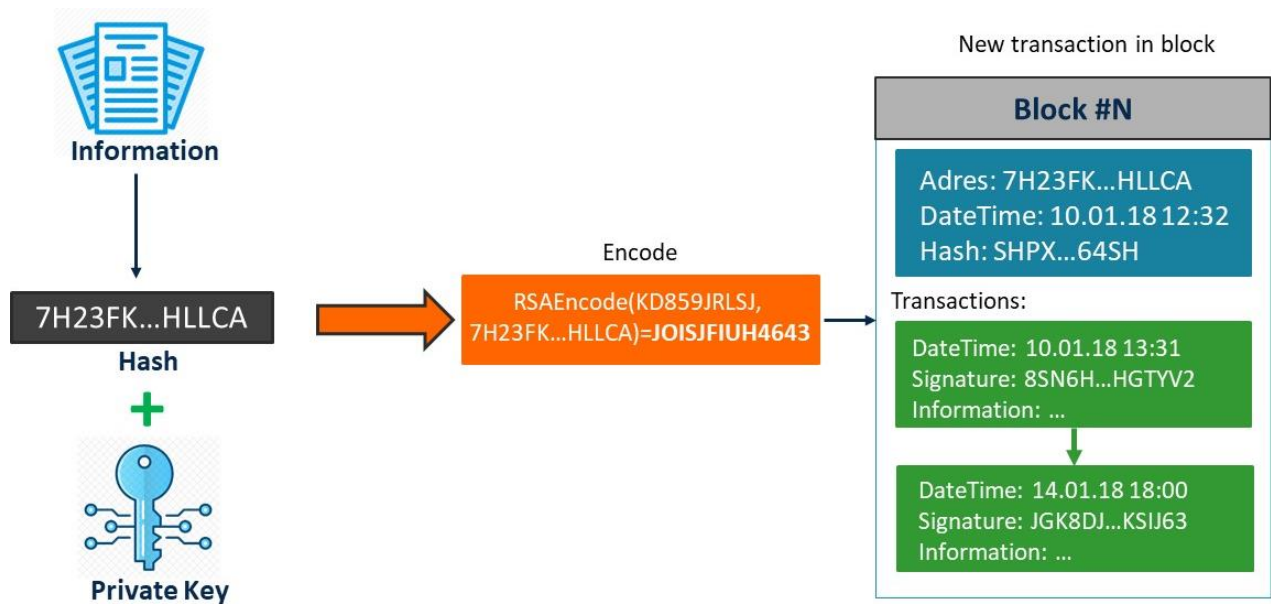 Information
7H23FK...HLLCA
Hash
+
Private Key
Encode
RSAEncode(KD859JRLSJ,
7H23FK...HLLCA)=JOISJFIUH4643
New transaction in block
Block #N
Adres: 7H23FK...HLLCA
DateTime: 10.01.18 12:32
Hash: SHPX...64SH
Transactions:
DateTime: 10.01.18 13:31
Signature: 8SN6H...HGTYV2
Information: ...
DateTime: 14.01.18 18:00
Signature: JGK8DJ...KSIJ63
Information: ...